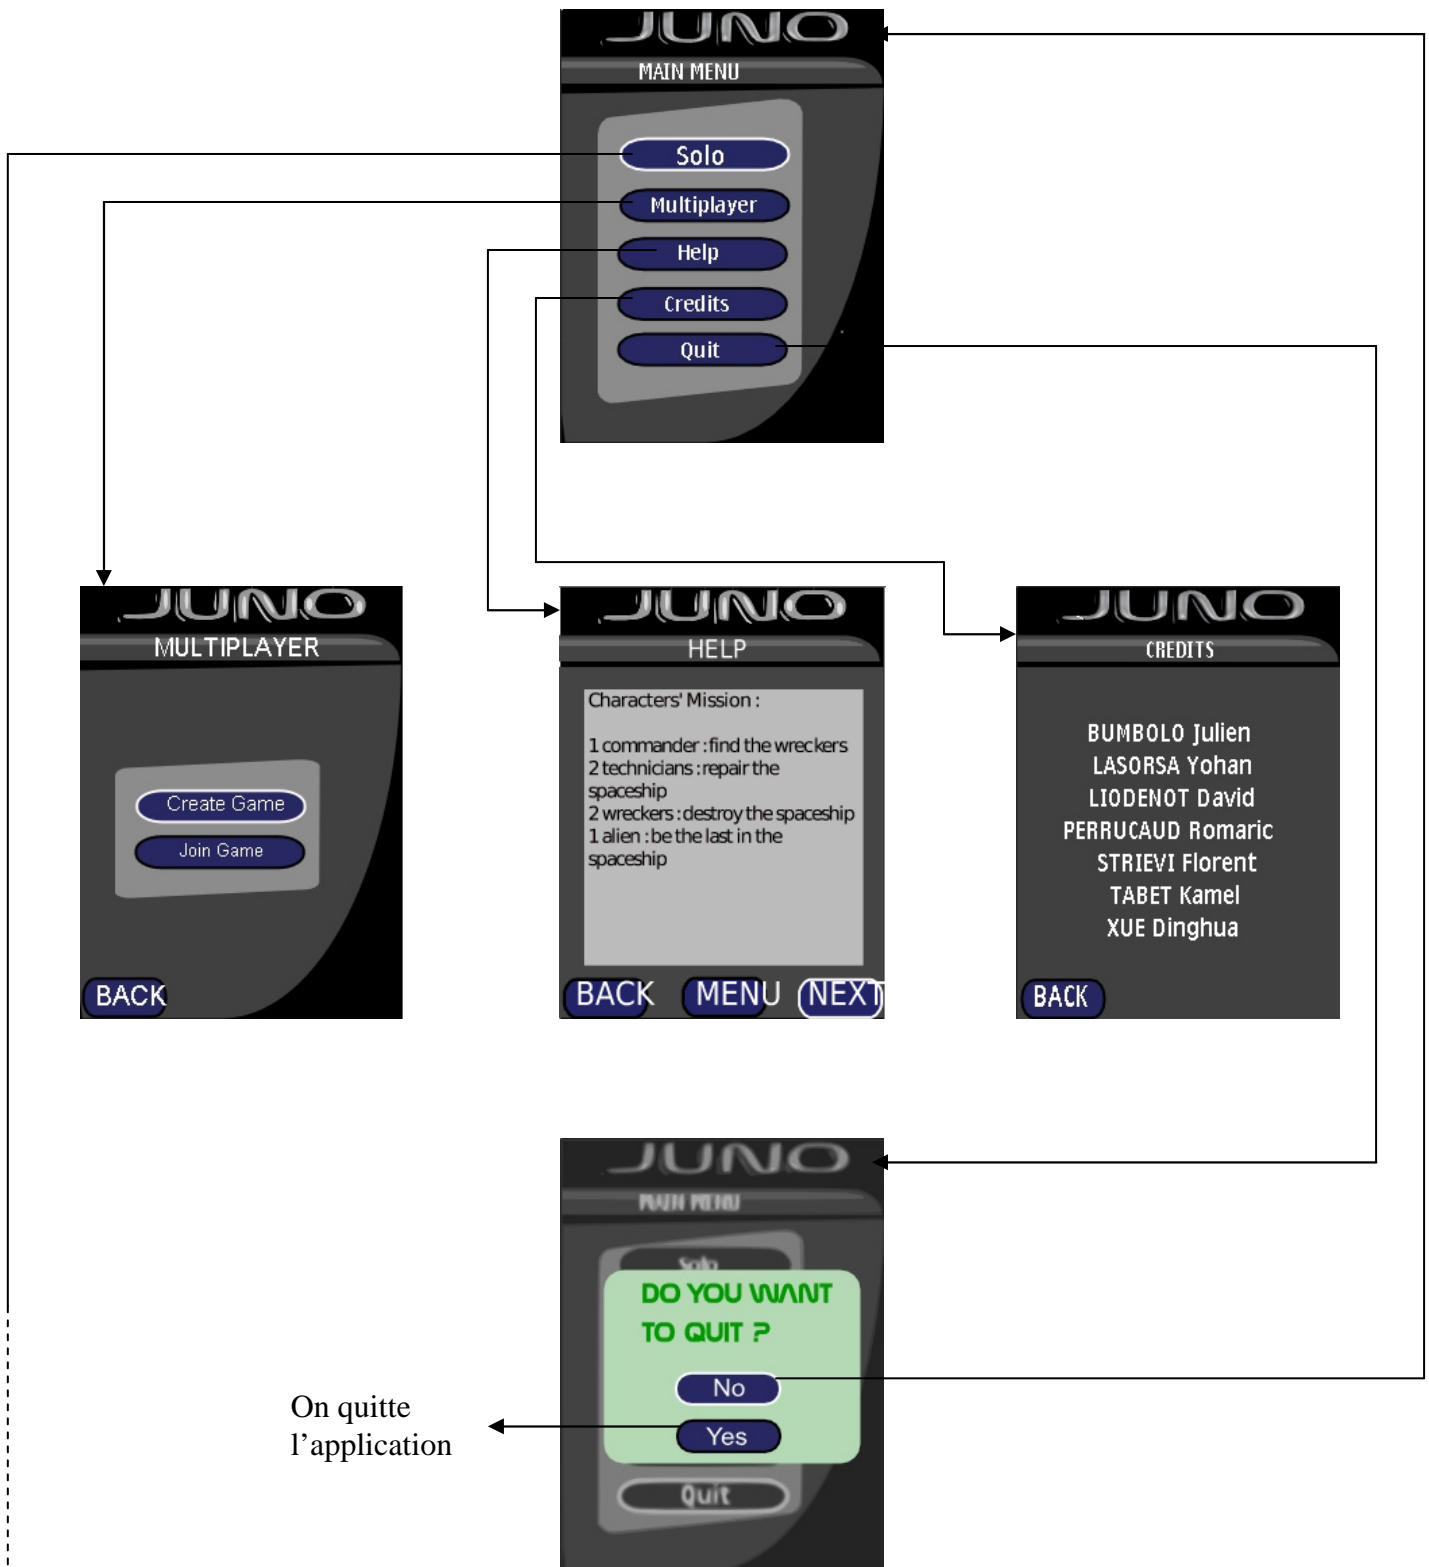 JUNO
MAIN MENU
Solo
Multiplayer
Help
Credits
Quit
JUNO
MULTIPLAYER
Create Game
Join Game
BACK
JUNO
HELP
Characters' Mission :
1 commander : find the wreckers
2 technicians : repair the
spaceship
2 wreckers : destroy the spaceship
1 alien : be the last in the
spaceship
BACK MENU NEXT
JUNO
CREDITS
BUMBOLO Julien
LASORSA Yohan
LIODENOT David
PERRUCAUD Romaric
STRIEVI Florent
TABET Kamel
XUE Dinghua
BACK
JUNO
MAIN MENU
Solo
DO YOU WANT
TO QUIT ?
No
Yes
Quit
On quitte
l’application